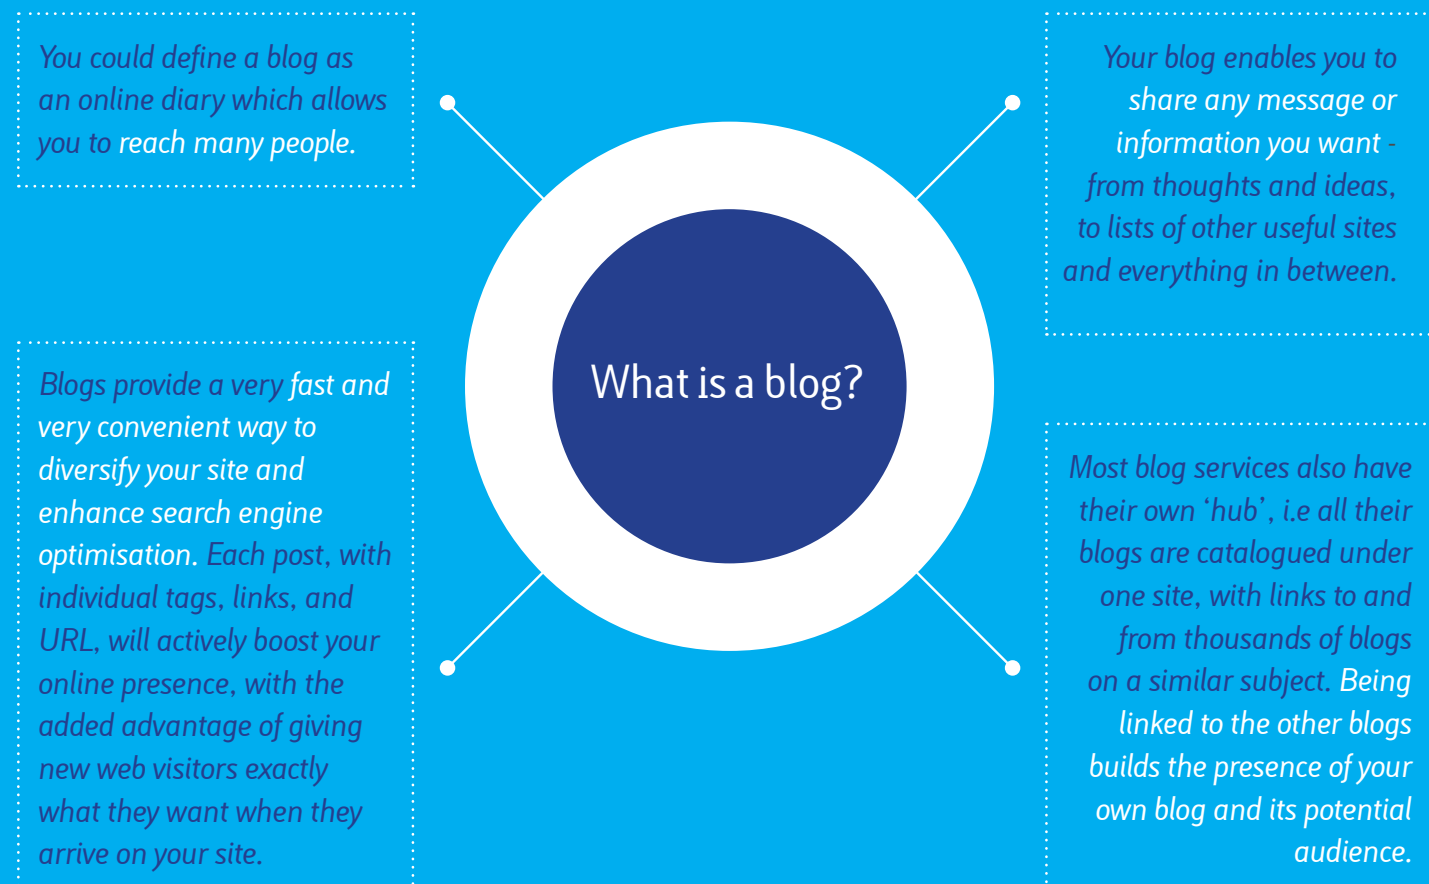 You could define a blog as
an online diary which allows
you to reach many people.
Your blog enables you to
share any message or
information you want -
from thoughts and ideas,
to lists of other useful sites
and everything in between.
What is a blog?
Blogs provide a very fast and
very convenient way to
diversify your site and
enhance search engine
optimisation. Each post, with
individual tags, links, and
URL, will actively boost your
online presence, with the
added advantage of giving
new web visitors exactly
what they want when they
arrive on your site.
Most blog services also have
their own ‘hub’, i.e all their
blogs are catalogued under
one site, with links to and
from thousands of blogs
on a similar subject. Being
linked to the other blogs
builds the presence of your
own blog and its potential
audience.